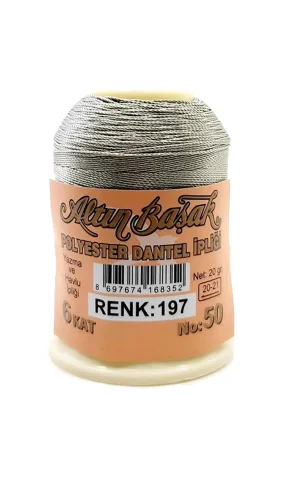 Altın Başak
POLYESTER DANTEL İPLİĞİ
Yazma
ve
Havlu
İpliği
Net: 20 gr
20-21
8 697674 168352
RENK:197
6 KAT
No: 50